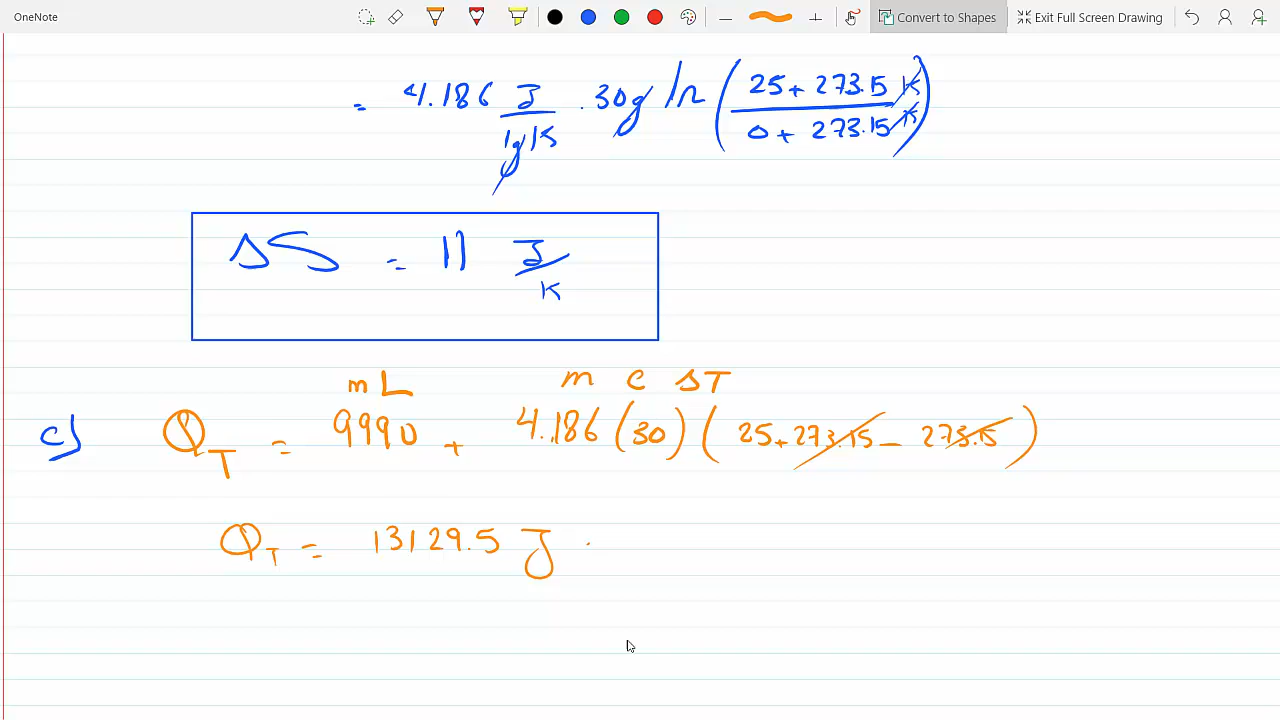 OneNote
Convert to Shapes
Exit Full Screen Drawing
= 4.186 J/1gK . 30g ln (25 + 273.15 K / 0 + 273.15 K)
ΔS = 11 J/K
mL m c ΔT
c) Q_T = 9990 + 4.186 (30) (25 + 273.15 – 273.15)
Q_T = 13129.5 J .